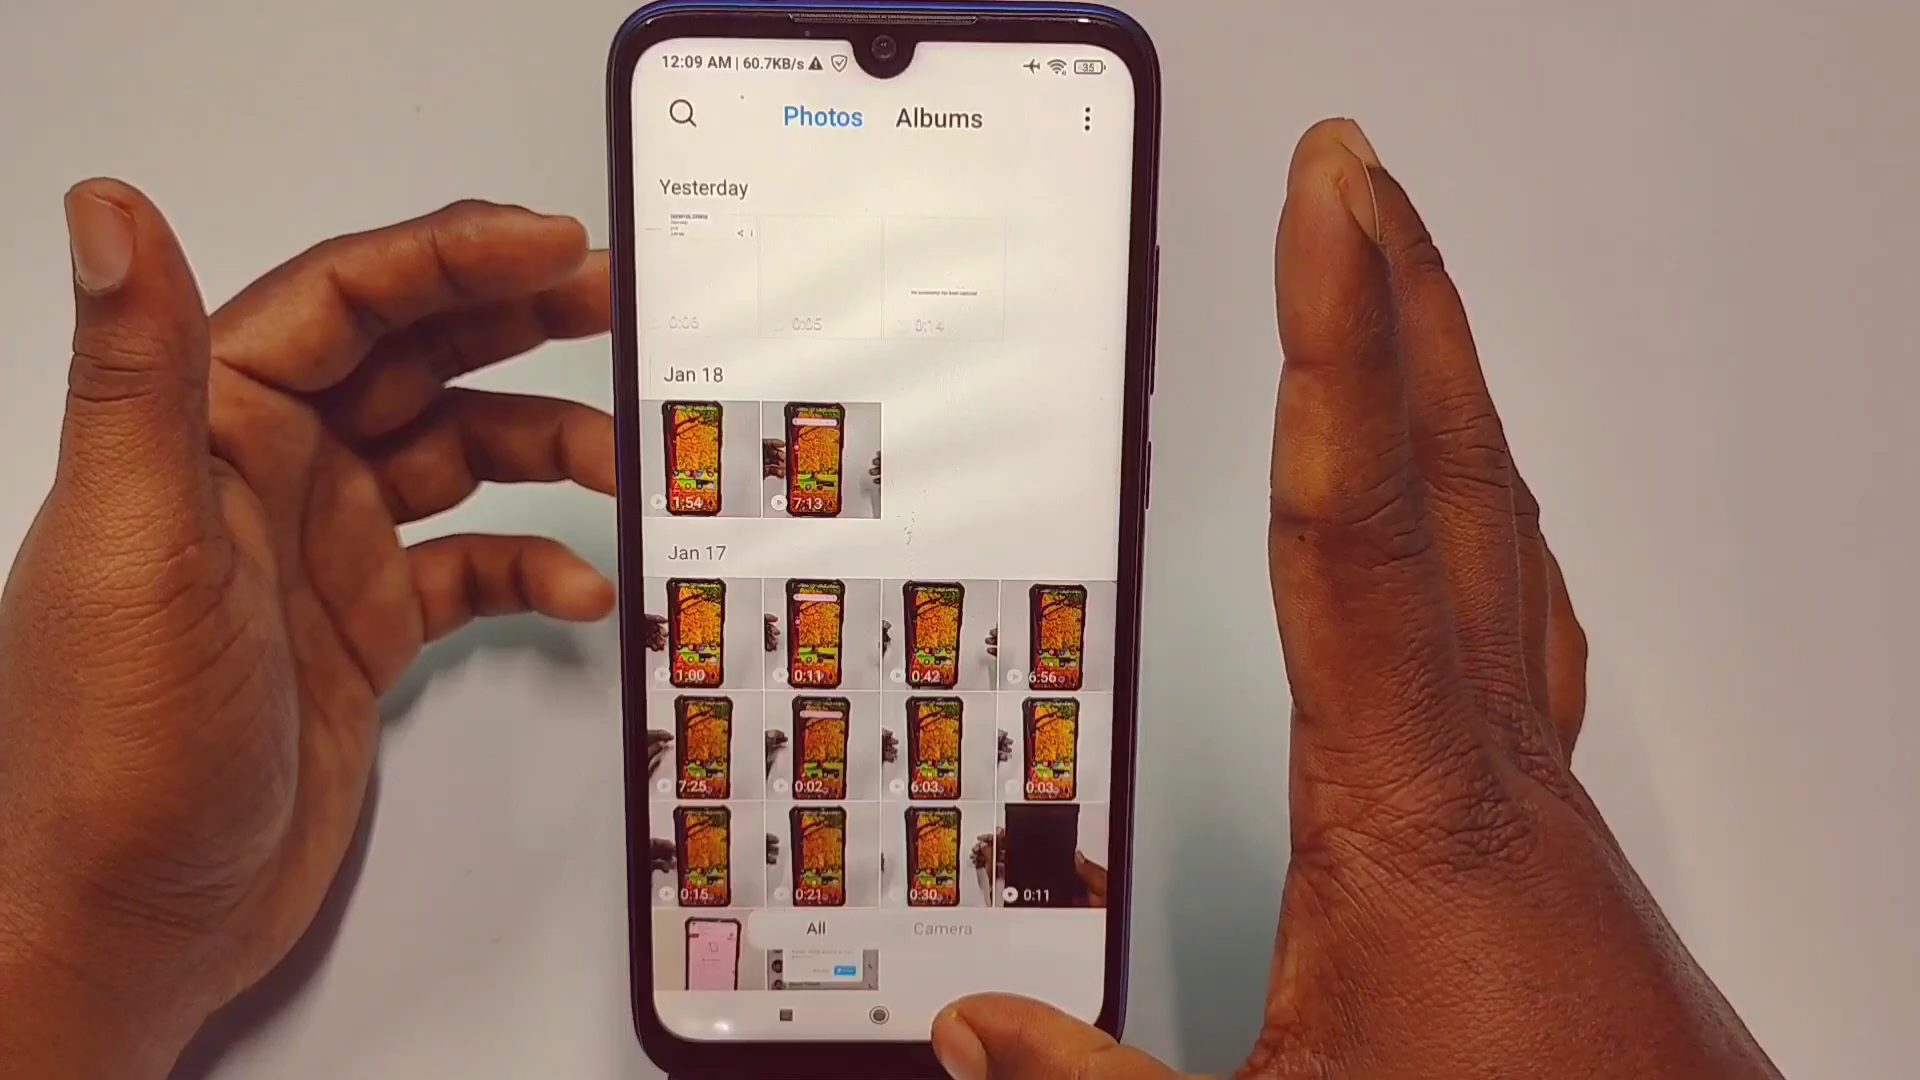 12:09 AM | 60.7KB/s
35
Photos
Albums
Yesterday
0:06
0:05
0:14
Jan 18
1:54
7:13
Jan 17
1:00
0:11
0:42
6:56
7:25
0:02
6:03
0:03
0:15
0:21
0:30
0:11
All
Camera